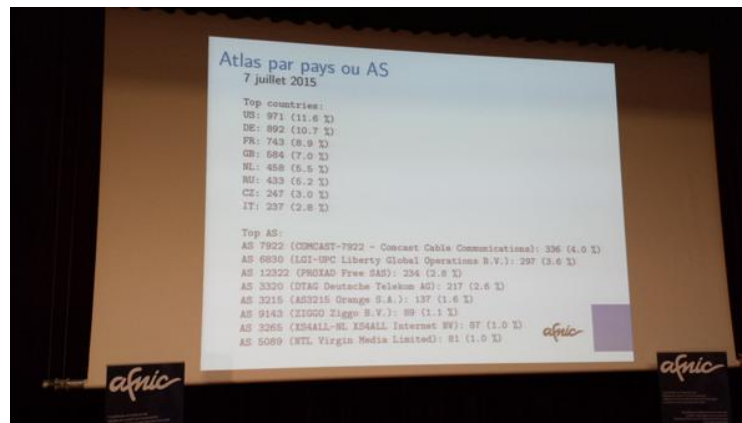 Atlas par pays ou AS
7 juillet 2015
Top countries:
US: 971 (11.6 %)
DE: 892 (10.7 %)
FR: 743 (8.9 %)
GB: 584 (7.0 %)
NL: 458 (5.5 %)
RU: 433 (5.2 %)
CZ: 247 (3.0 %)
IT: 237 (2.8 %)
Top AS:
AS 7922 (COMCAST-7922 - Comcast Cable Communications): 336 (4.0 %)
AS 6830 (LGI-UPC Liberty Global Operations B.V.): 297 (3.6 %)
AS 12322 (PROXAD Free SAS): 234 (2.8 %)
AS 3320 (DTAG Deutsche Telekom AG): 217 (2.6 %)
AS 3215 (AS3215 Orange S.A.): 137 (1.6 %)
AS 9143 (ZIGGO Ziggo B.V.): 89 (1.1 %)
AS 3265 (XS4ALL-NL XS4ALL Internet BV): 87 (1.0 %)
AS 5089 (NTL Virgin Media Limited): 81 (1.0 %)
afnic
afnic
afnic